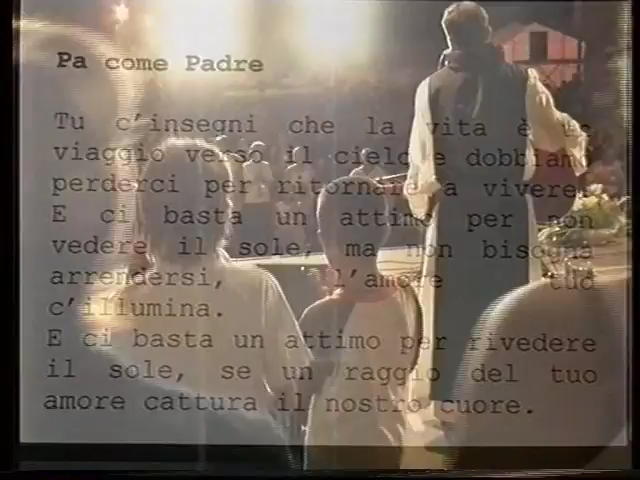 Pa come Padre
Tu c'insegni che la vita è un
viaggio verso il cielo e dobbiamo
perderci per ritornare a vivere.
E ci basta un attimo per non
vedere il sole, ma non bisogna
arrendersi, l'amore tuo
c'illumina.
E ci basta un attimo per rivedere
il sole, se un raggio del tuo
amore cattura il nostro cuore.